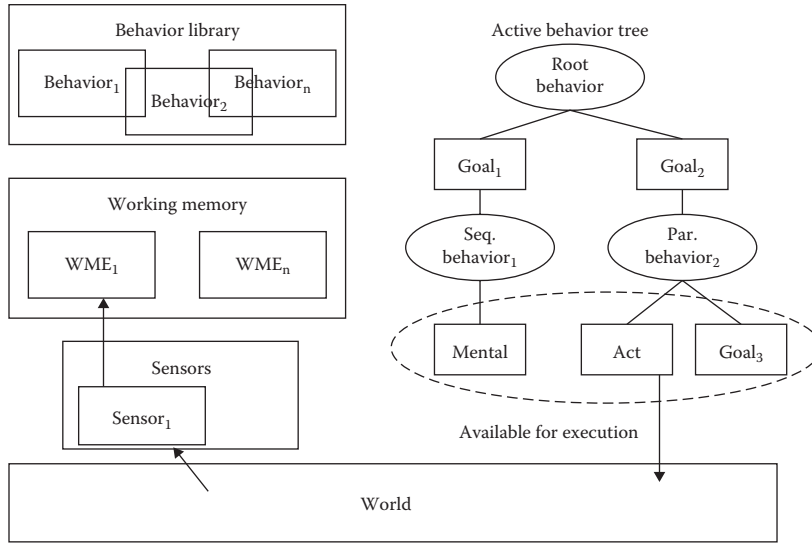 Behavior library
Behavior₁
Behavior₂
Behaviorₙ
Working memory
WME₁
WMEₙ
Sensors
Sensor₁
Active behavior tree
Root
behavior
Goal₁
Goal₂
Seq.
behavior₁
Par.
behavior₂
Mental
Act
Goal₃
Available for execution
World